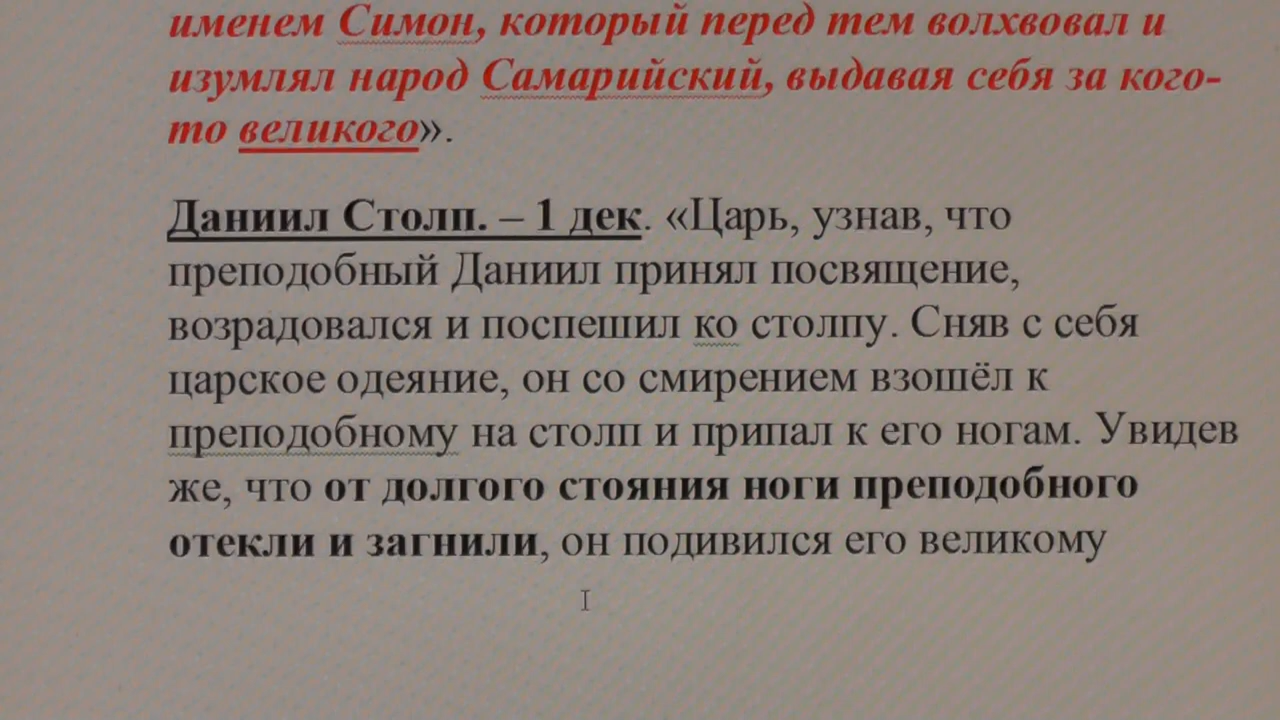 именем Симон, который перед тем волхвовал и
изумлял народ Самарийский, выдавая себя за кого-
то великого».
Даниил Столп. – 1 дек. «Царь, узнав, что
преподобный Даниил принял посвящение,
возрадовался и поспешил ко столпу. Сняв с себя
царское одеяние, он со смирением взошёл к
преподобному на столп и припал к его ногам. Увидев
же, что от долгого стояния ноги преподобного
отекли и загнили, он подивился его великому